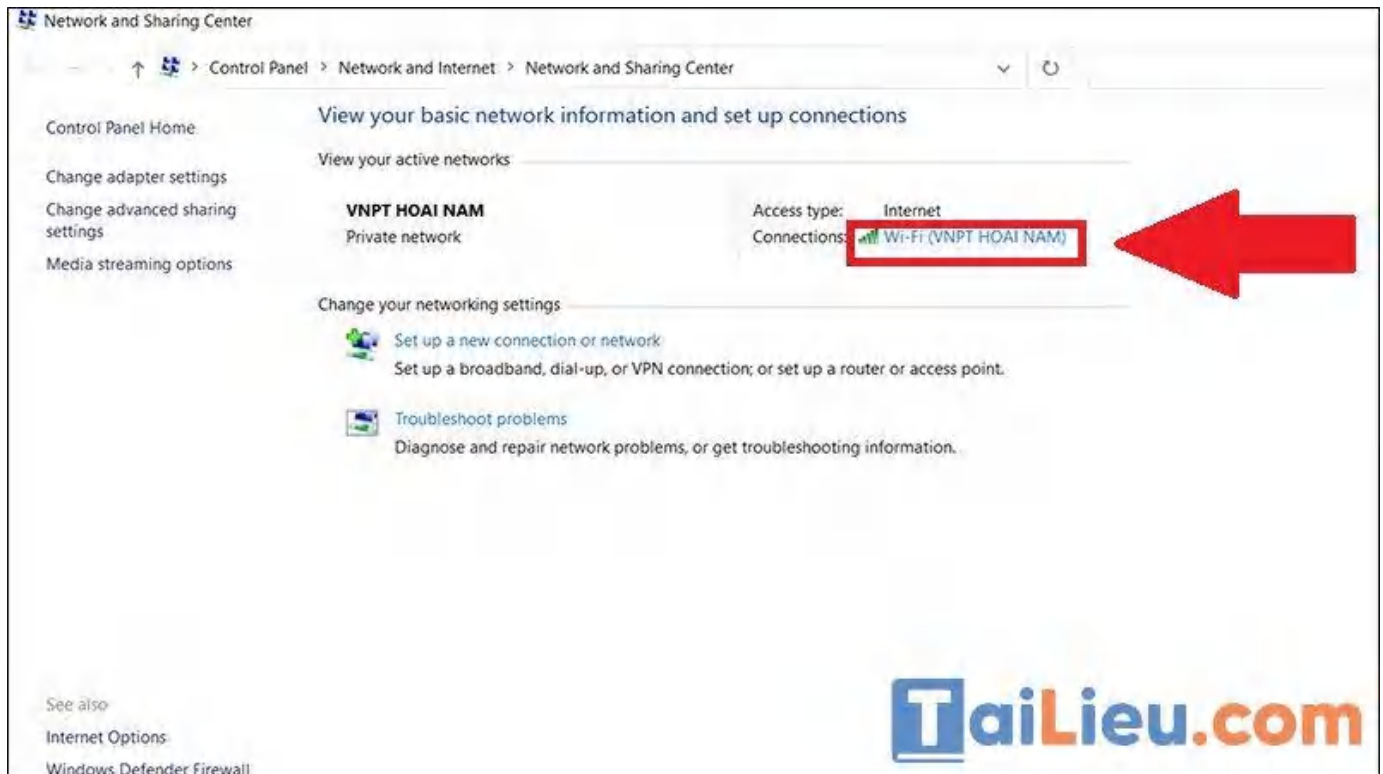 Network and Sharing Center
Control Panel > Network and Internet > Network and Sharing Center
Control Panel Home
Change adapter settings
Change advanced sharing
settings
Media streaming options
View your basic network information and set up connections
View your active networks
VNPT HOAI NAM
Private network
Access type: Internet
Connections: Wi-Fi (VNPT HOAI NAM)
Change your networking settings
Set up a new connection or network
Set up a broadband, dial-up, or VPN connection; or set up a router or access point.
Troubleshoot problems
Diagnose and repair network problems, or get troubleshooting information.
See also
Internet Options
Windows Defender Firewall
TaiLieu.com